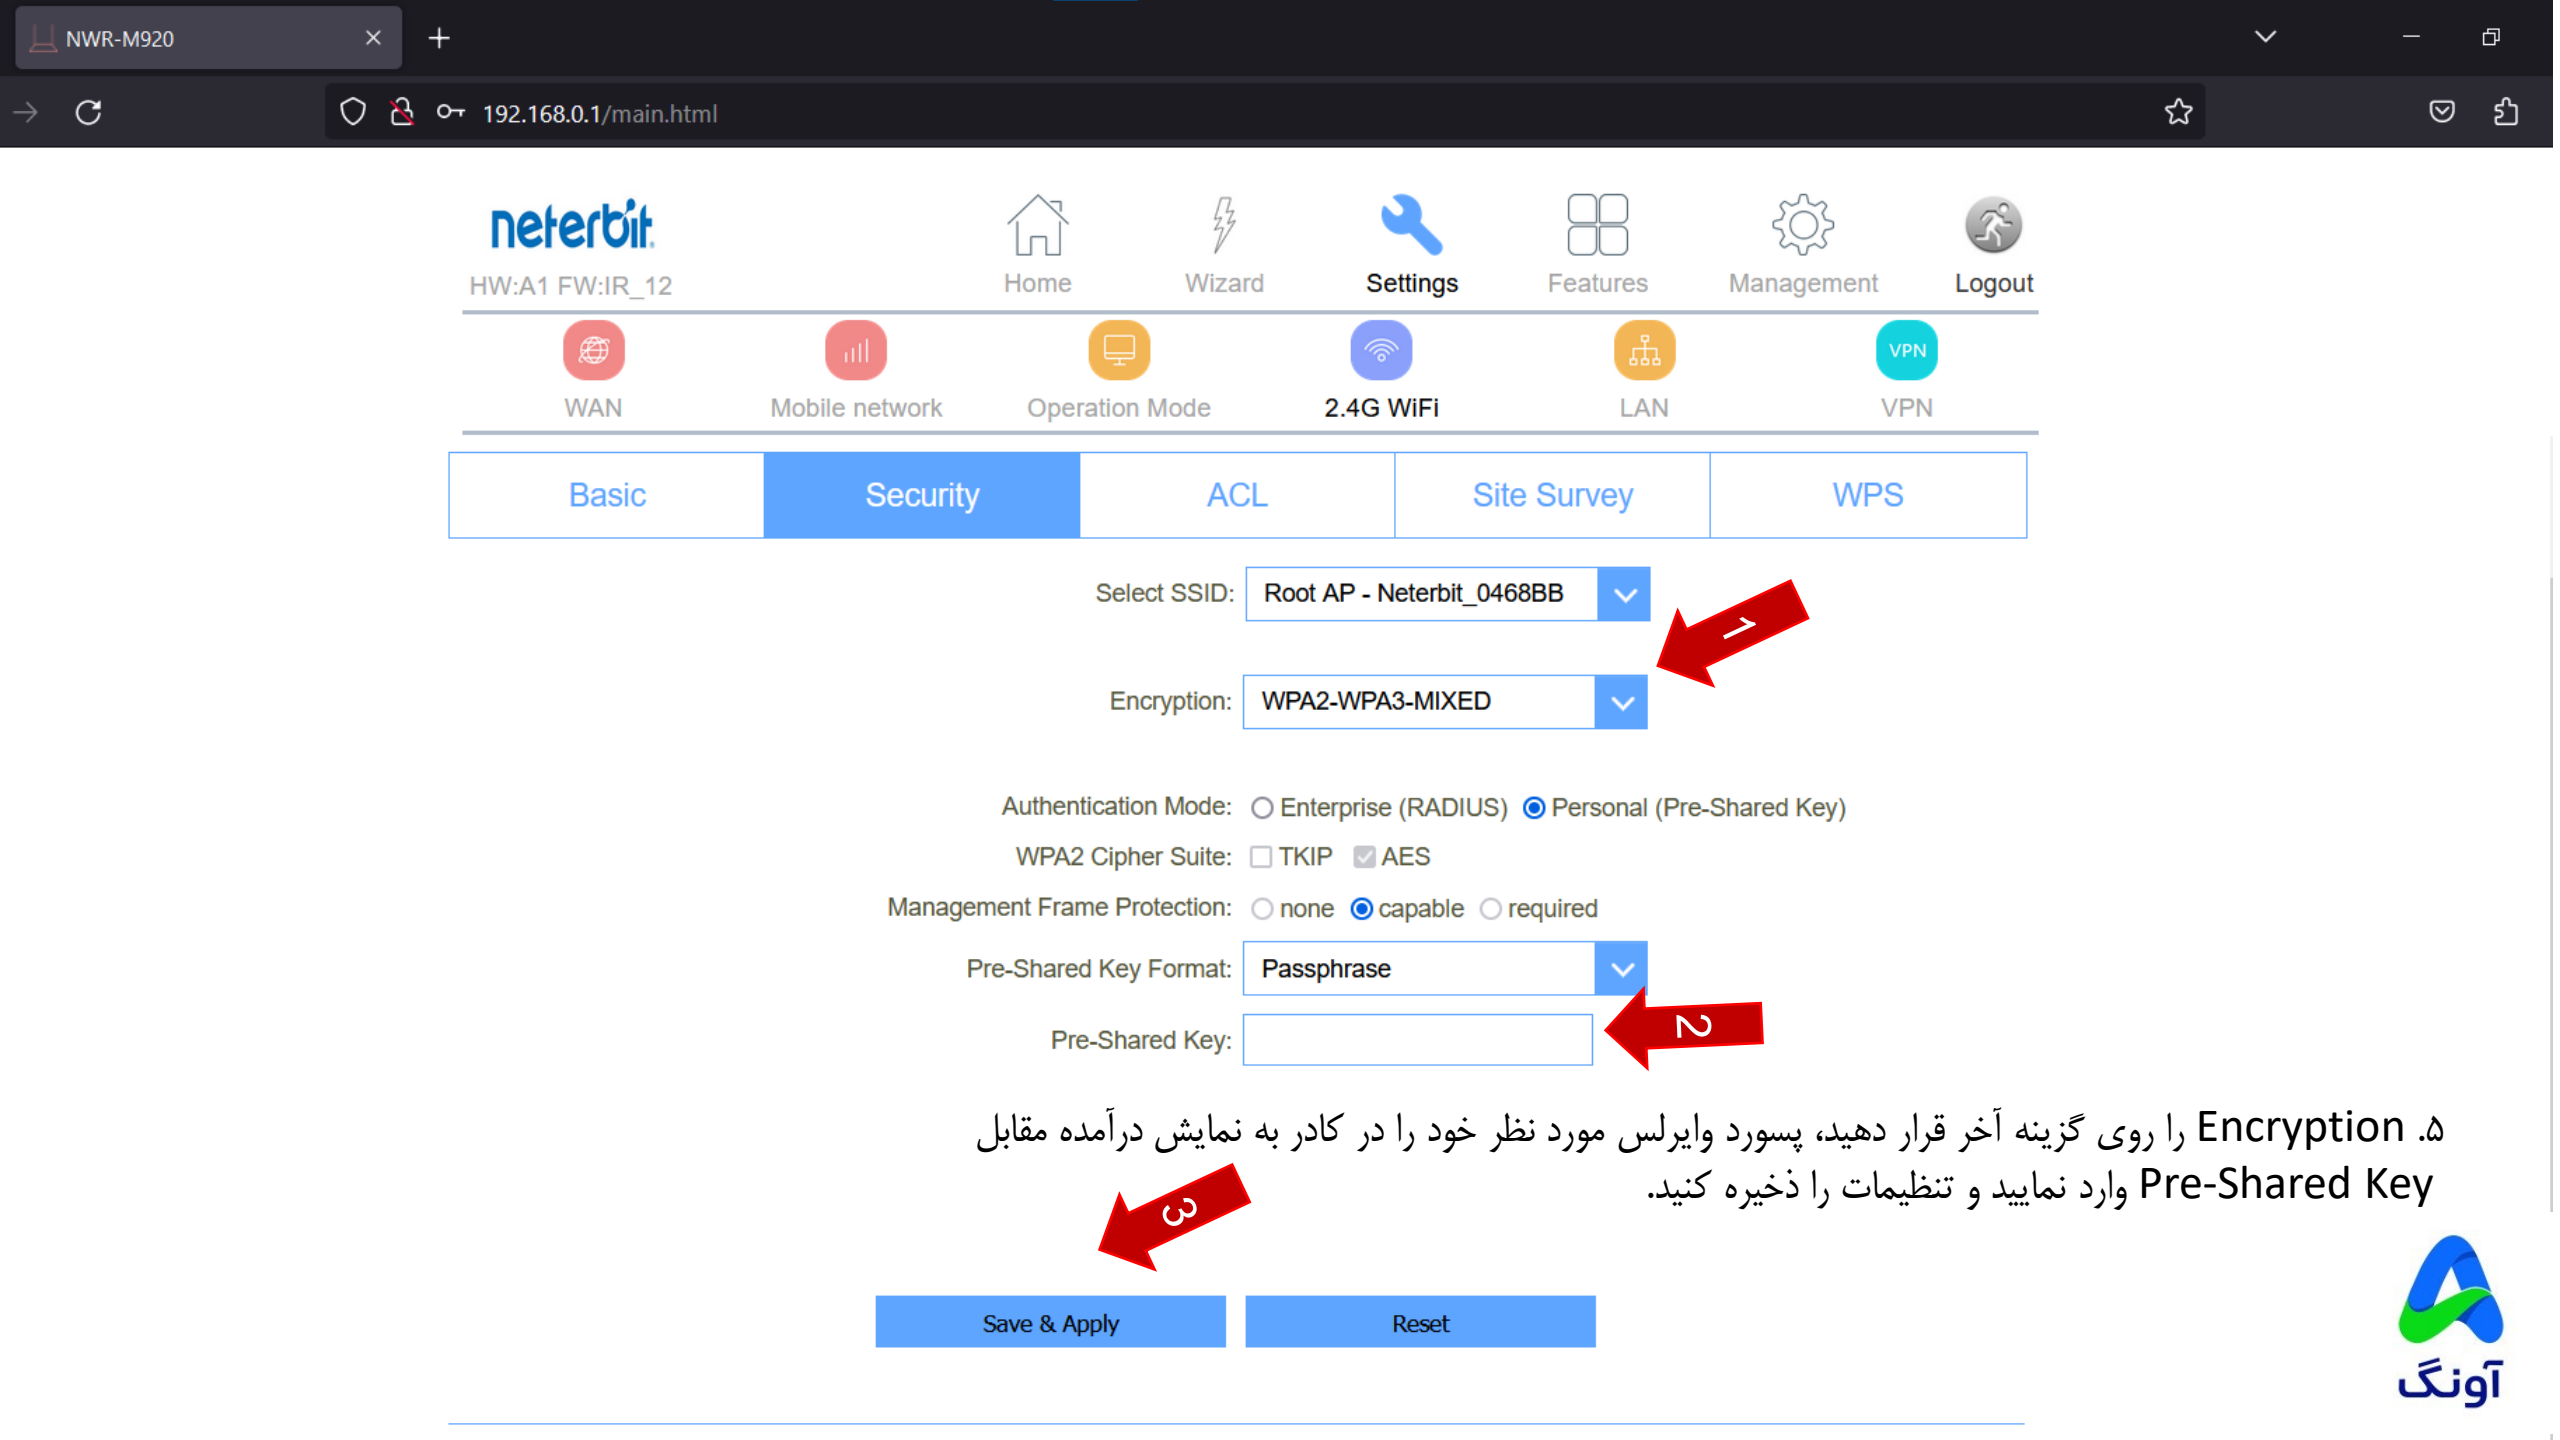 NWR-M920
192.168.0.1/main.html
neterbit
HW:A1 FW:IR_12
Home Wizard Settings Features Management Logout
VPN
WAN Mobile network Operation Mode 2.4G WiFi LAN VPN
Basic Security ACL Site Survey WPS
Select SSID: Root AP - Neterbit_0468BB
1
Encryption: WPA2-WPA3-MIXED
Authentication Mode: Enterprise (RADIUS) Personal (Pre-Shared Key)
WPA2 Cipher Suite: TKIP AES
Management Frame Protection: none capable required
Pre-Shared Key Format: Passphrase
Pre-Shared Key:
2
۵. Encryption را روی گزینه آخر قرار دهید، پسورد وایرلس مورد نظر خود را در کادر به نمایش درآمده مقابل
Pre-Shared Key وارد نمایید و تنظیمات را ذخیره کنید.
3
Save & Apply Reset
آونگ